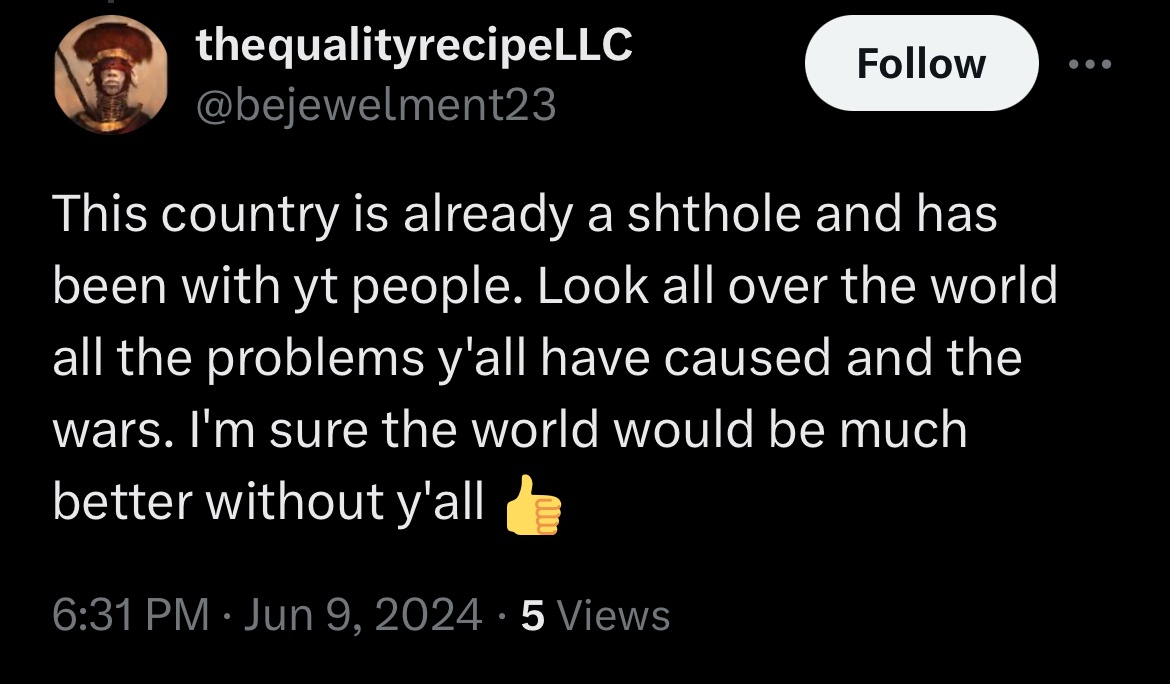 thequalityrecipeLLC
Follow
@bejewelment23
This country is already a shthole and has
been with yt people. Look all over the world
all the problems y'all have caused and the
wars. I'm sure the world would be much
better without y'all 👍
6:31 PM · Jun 9, 2024 · 5 Views